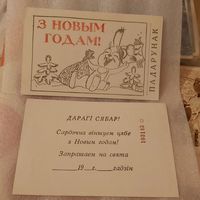 З НОВЫМ
ГОДАМ!
ПАДАРУНАК
ДАРАГІ СЯБАР!
Сардэчна віншуем цябе
з Новым годам!
Запрашаем на свята
19 г. гадзін